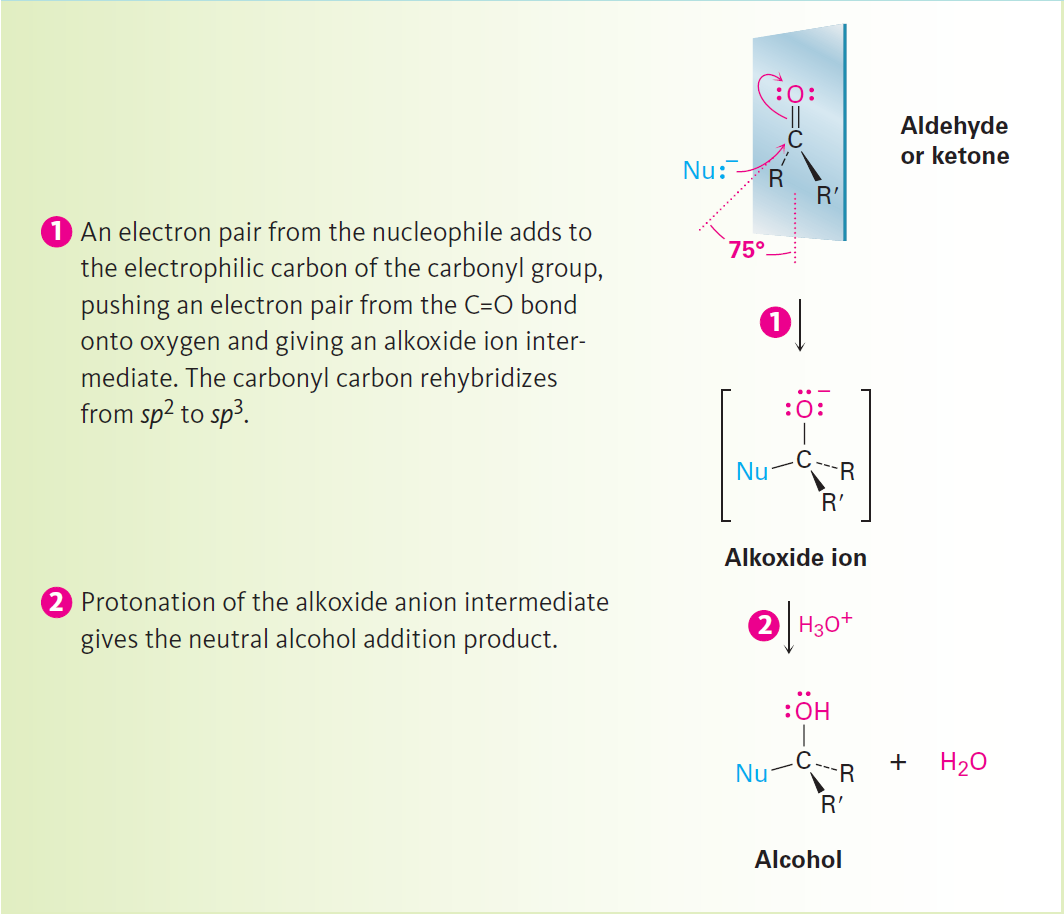 :O:
C
Aldehyde
or ketone
Nu:⁻
R
R′
75°
1 An electron pair from the nucleophile adds to
the electrophilic carbon of the carbonyl group,
pushing an electron pair from the C=O bond
onto oxygen and giving an alkoxide ion inter-
mediate. The carbonyl carbon rehybridizes
from sp² to sp³.
1
:Ö:⁻
Nu C R
R′
Alkoxide ion
2 Protonation of the alkoxide anion intermediate
gives the neutral alcohol addition product.
2 H₃O⁺
:ÖH
Nu C R + H₂O
R′
Alcohol